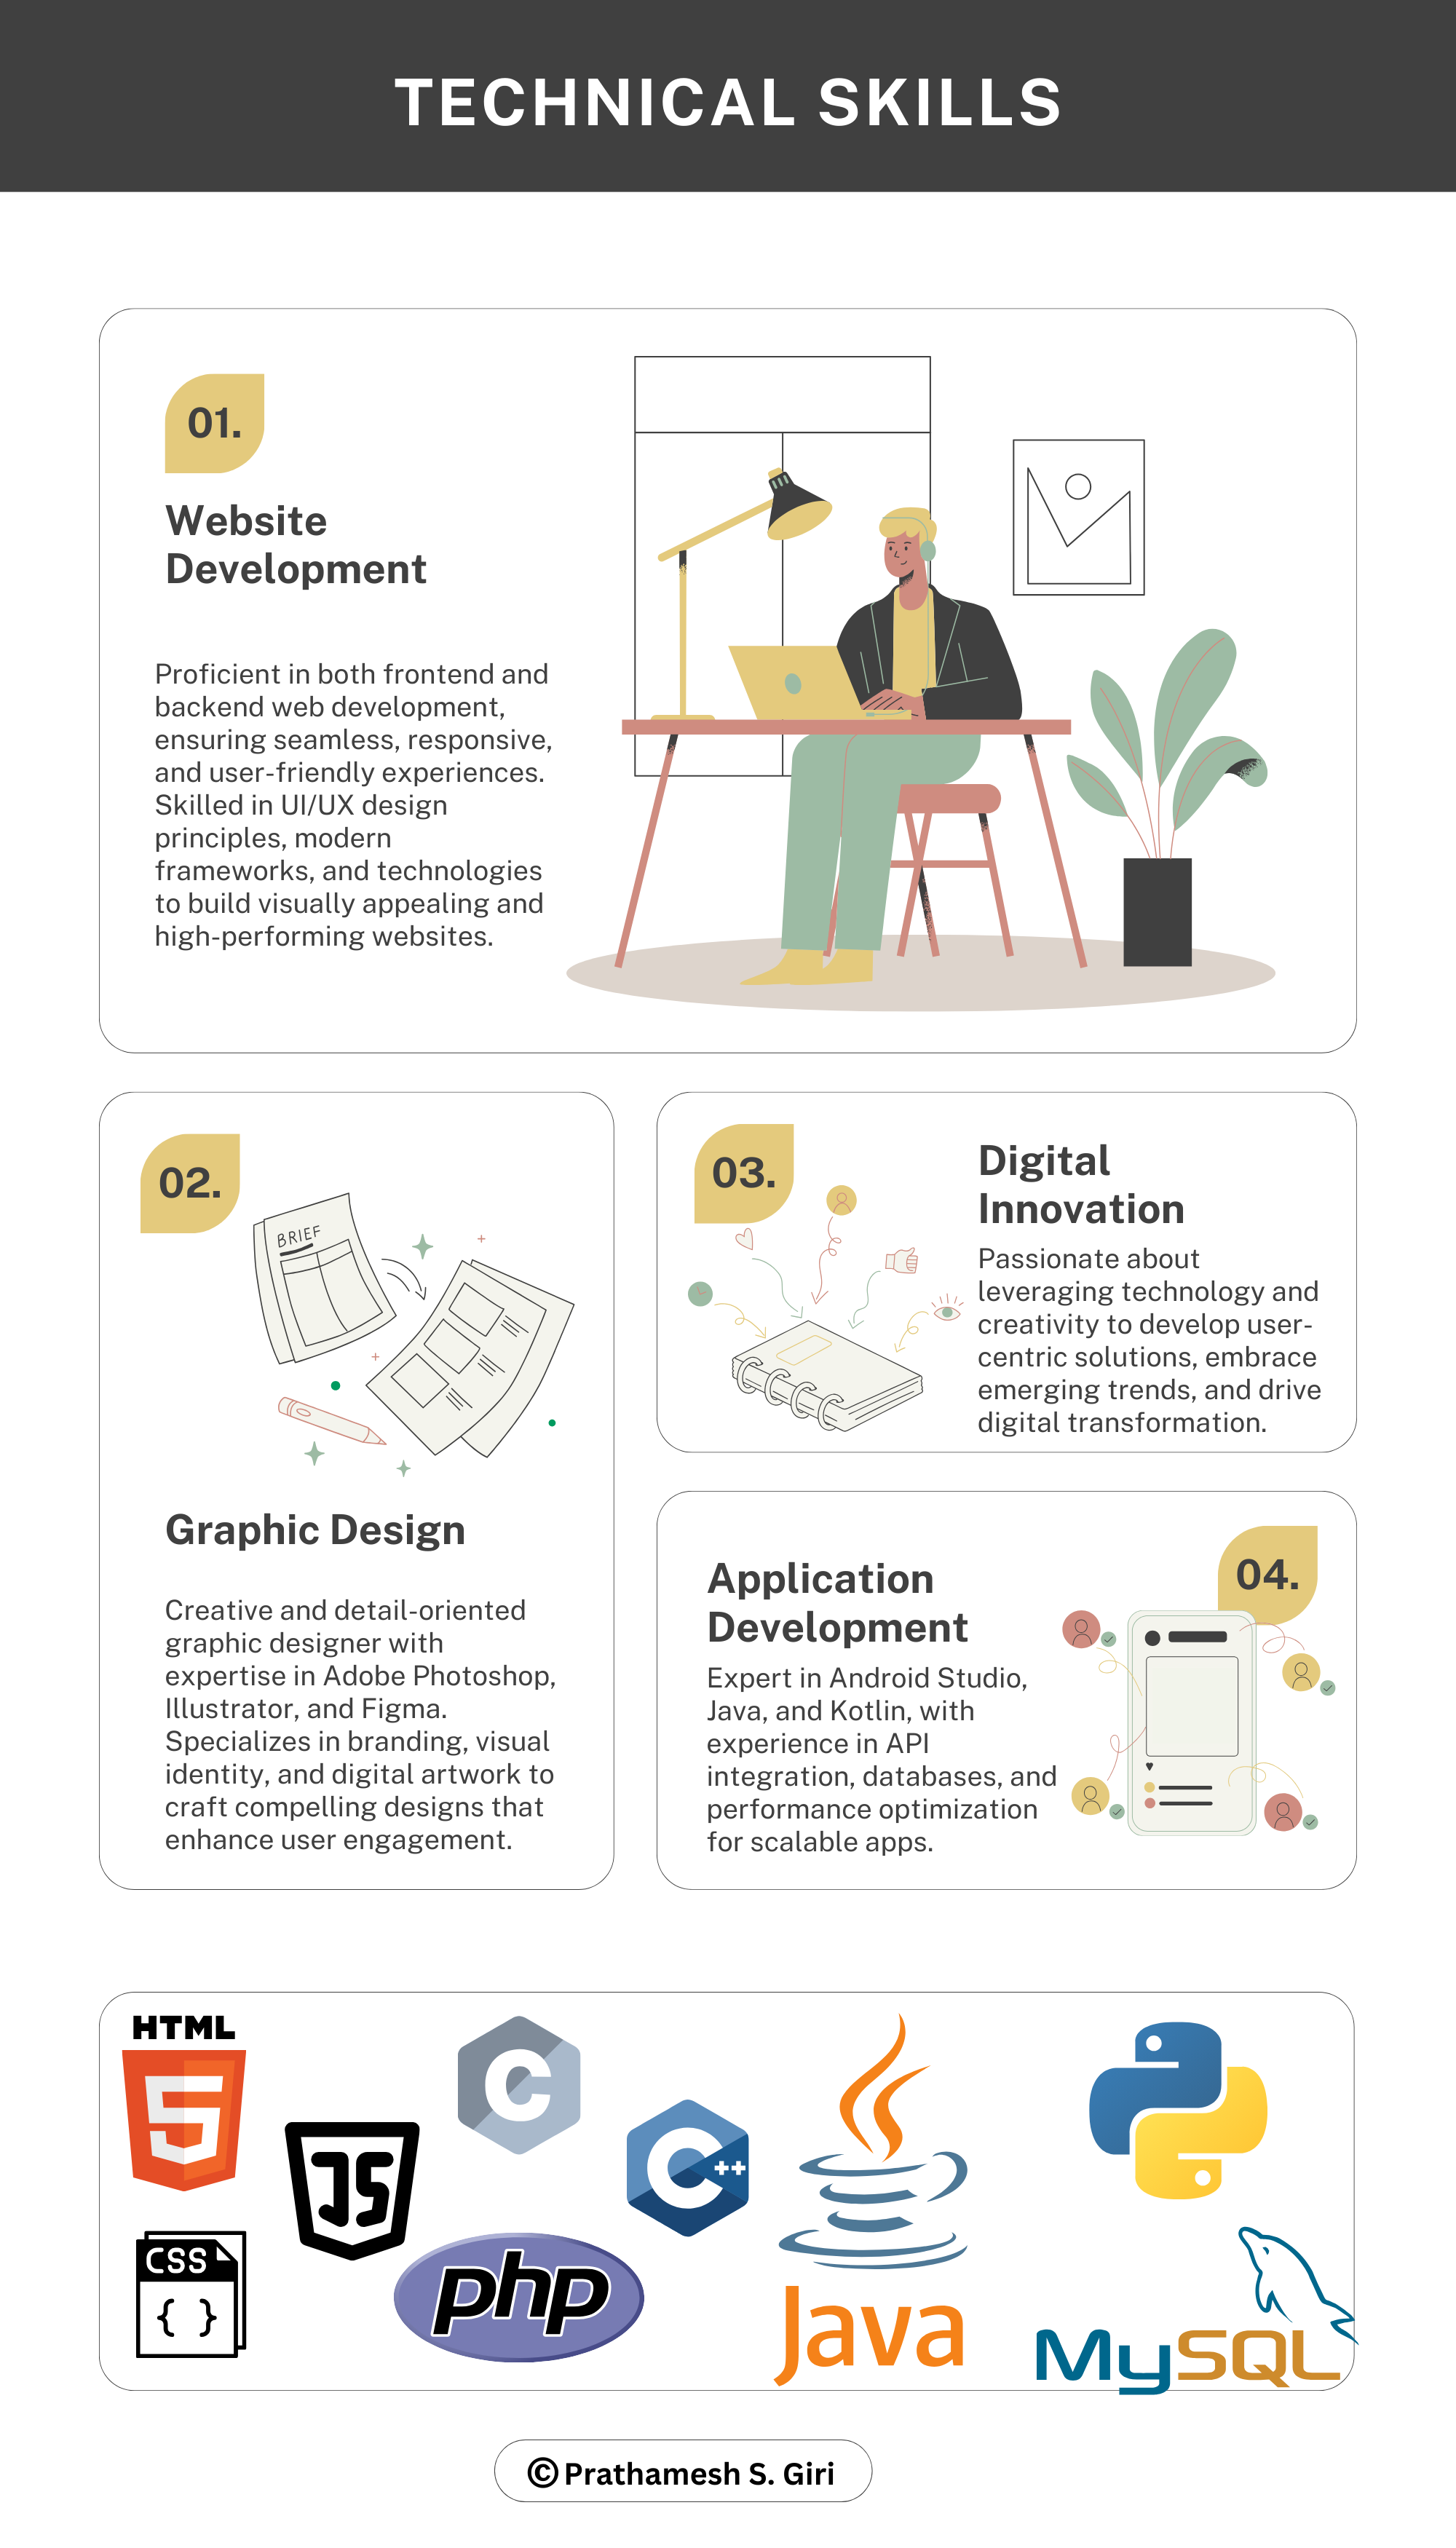 TECHNICAL SKILLS
01.
Website
Development
Proficient in both frontend and
backend web development,
ensuring seamless, responsive,
and user-friendly experiences.
Skilled in UI/UX design
principles, modern
frameworks, and technologies
to build visually appealing and
high-performing websites.
02.
BRIEF
Graphic Design
Creative and detail-oriented
graphic designer with
expertise in Adobe Photoshop,
Illustrator, and Figma.
Specializes in branding, visual
identity, and digital artwork to
craft compelling designs that
enhance user engagement.
03.
Digital
Innovation
Passionate about
leveraging technology and
creativity to develop user-
centric solutions, embrace
emerging trends, and drive
digital transformation.
04.
Application
Development
Expert in Android Studio,
Java, and Kotlin, with
experience in API
integration, databases, and
performance optimization
for scalable apps.
HTML
5
JS
C
C++
CSS
{ }
php
Java
MySQL
© Prathamesh S. Giri